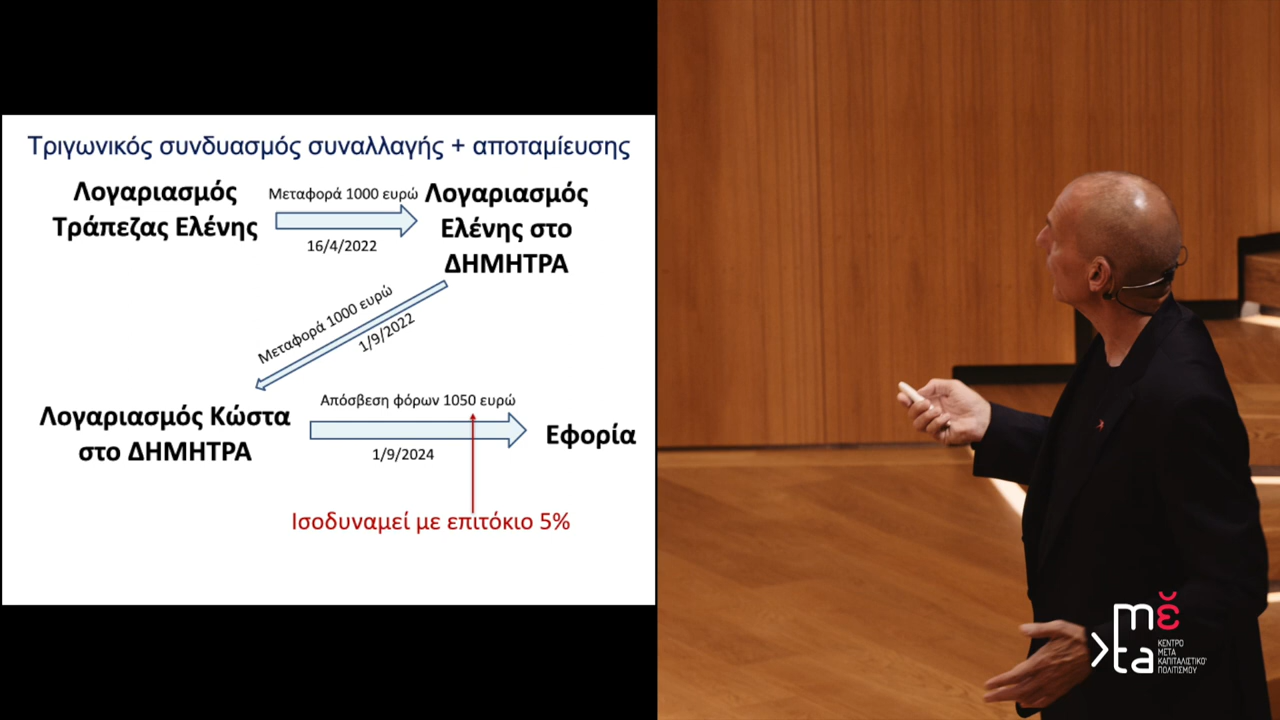 Τριγωνικός συνδυασμός συναλλαγής + αποταμίευσης
Λογαριασμός
Τράπεζας Ελένης
Μεταφορά 1000 ευρώ
16/4/2022
Λογαριασμός
Ελένης στο
ΔΗΜΗΤΡΑ
Μεταφορά 1000 ευρώ
1/9/2022
Λογαριασμός Κώστα
στο ΔΗΜΗΤΡΑ
Απόσβεση φόρων 1050 ευρώ
1/9/2024
Εφορία
Ισοδυναμεί με επιτόκιο 5%
mέ
ta
ΚΕΝΤΡΟ
ΜΕΤΑ
ΚΑΠΙΤΑΛΙΣΤΙΚΟΥ
ΠΟΛΙΤΙΣΜΟΥ